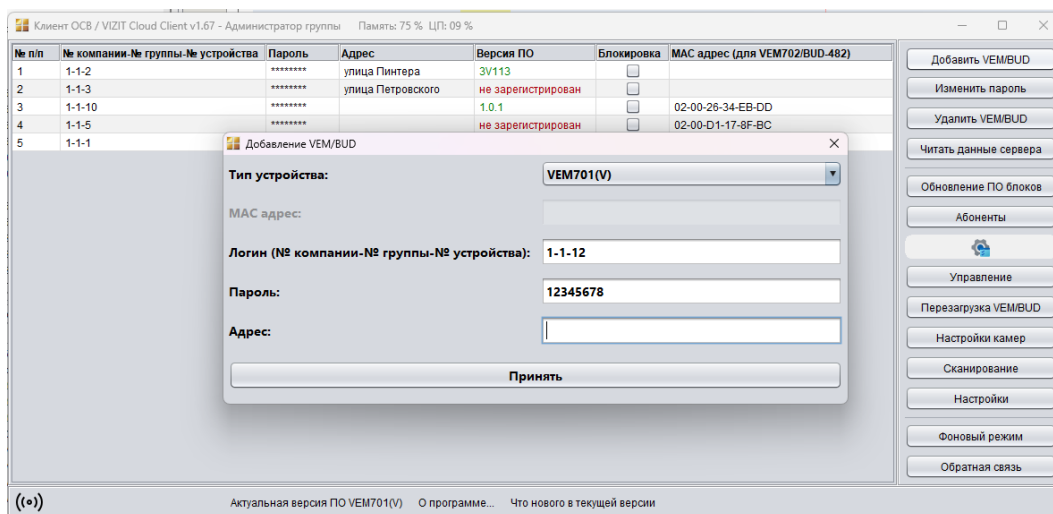 Клиент ОСВ / VIZIT Cloud Client v1.67 - Администратор группы Память: 75 % ЦП: 09 %
№ п/п № компании-№ группы-№ устройства Пароль Адрес Версия ПО Блокировка MAC адрес (для VEM702/BUD-482)
1 1-1-2 ******** улица Пинтера 3V113
2 1-1-3 ******** улица Петровского не зарегистрирован
3 1-1-10 ******** 1.0.1 02-00-26-34-EB-DD
4 1-1-5 ******** не зарегистрирован 02-00-D1-17-8F-BC
5 1-1-1
Добавление VEM/BUD
Тип устройства: VEM701(V)
MAC адрес:
Логин (№ компании-№ группы-№ устройства): 1-1-12
Пароль: 12345678
Адрес:
Принять
Добавить VEM/BUD
Изменить пароль
Удалить VEM/BUD
Читать данные сервера
Обновление ПО блоков
Абоненты
Управление
Перезагрузка VEM/BUD
Настройки камер
Сканирование
Настройки
Фоновый режим
Обратная связь
Актуальная версия ПО VEM701(V) О программе... Что нового в текущей версии